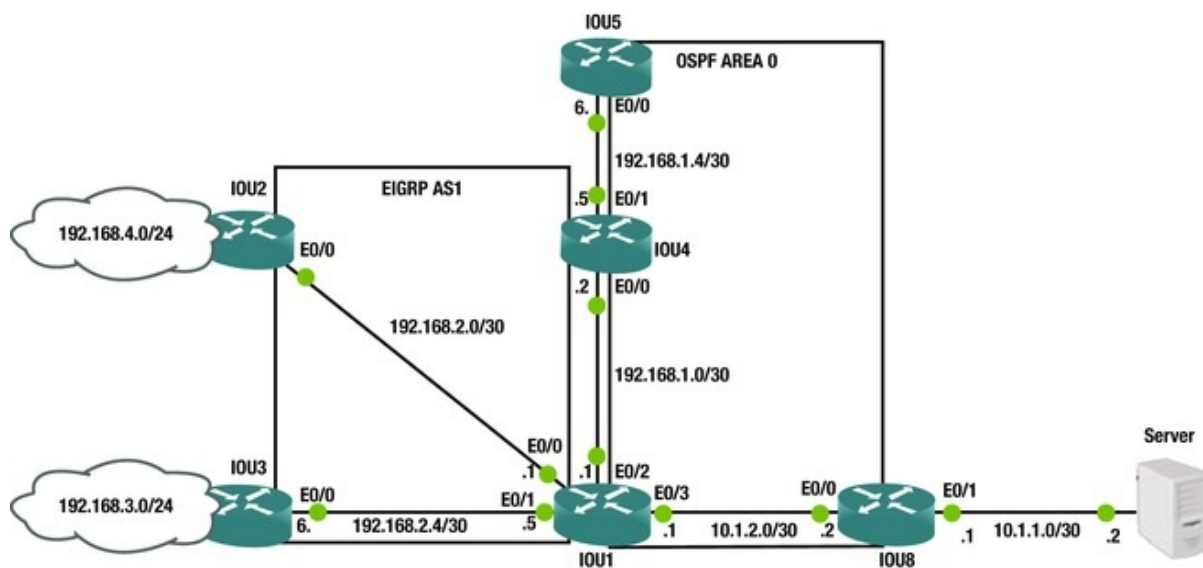 IOU5
OSPF AREA 0
6.
E0/0
192.168.1.4/30
IOU2
EIGRP AS1
.5
E0/1
192.168.4.0/24
E0/0
IOU4
.2
E0/0
192.168.2.0/30
192.168.1.0/30
Server
E0/0
IOU3
.1
.1
E0/2
192.168.3.0/24
E0/0
E0/1
E0/3
E0/0
E0/1
6.
192.168.2.4/30
.5
.1
10.1.2.0/30
.2
.1
10.1.1.0/30
.2
IOU1
IOU8